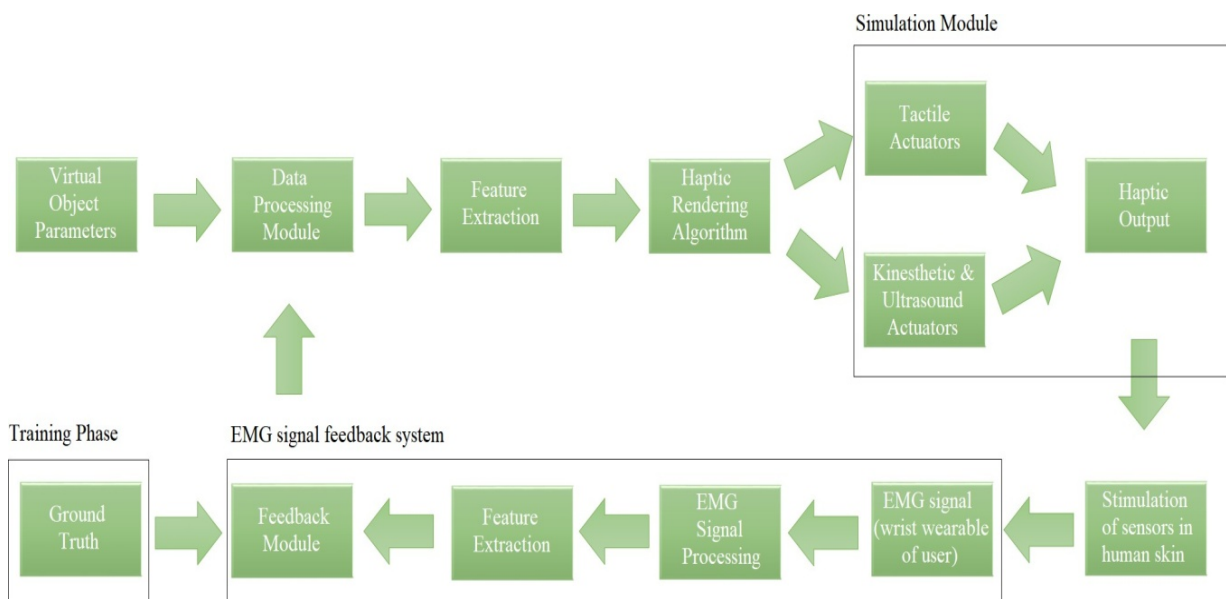 Simulation Module
Virtual
Object
Parameters
Data
Processing
Module
Feature
Extraction
Haptic
Rendering
Algorithm
Tactile
Actuators
Kinesthetic &
Ultrasound
Actuators
Haptic
Output
Training Phase
EMG signal feedback system
Ground
Truth
Feedback
Module
Feature
Extraction
EMG
Signal
Processing
EMG signal
(wrist wearable
of user)
Stimulation
of sensors in
human skin